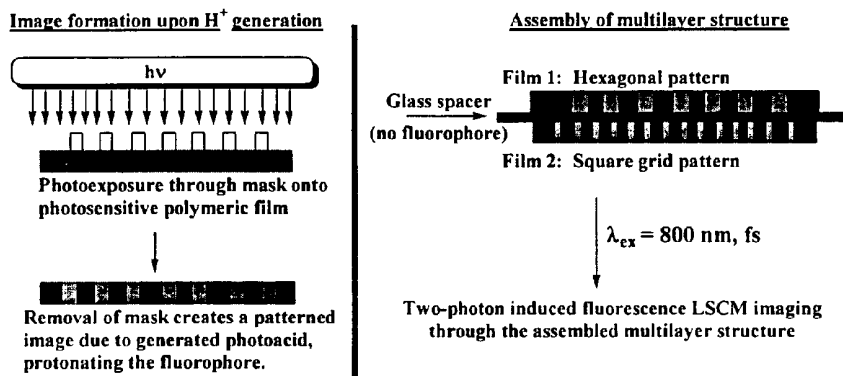 Image formation upon H+ generation
hν
Photoexposure through mask onto
photosensitive polymeric film
Removal of mask creates a patterned
image due to generated photoacid,
protonating the fluorophore.
Assembly of multilayer structure
Film 1: Hexagonal pattern
Glass spacer
(no fluorophore)
Film 2: Square grid pattern
λex = 800 nm, fs
Two-photon induced fluorescence LSCM imaging
through the assembled multilayer structure